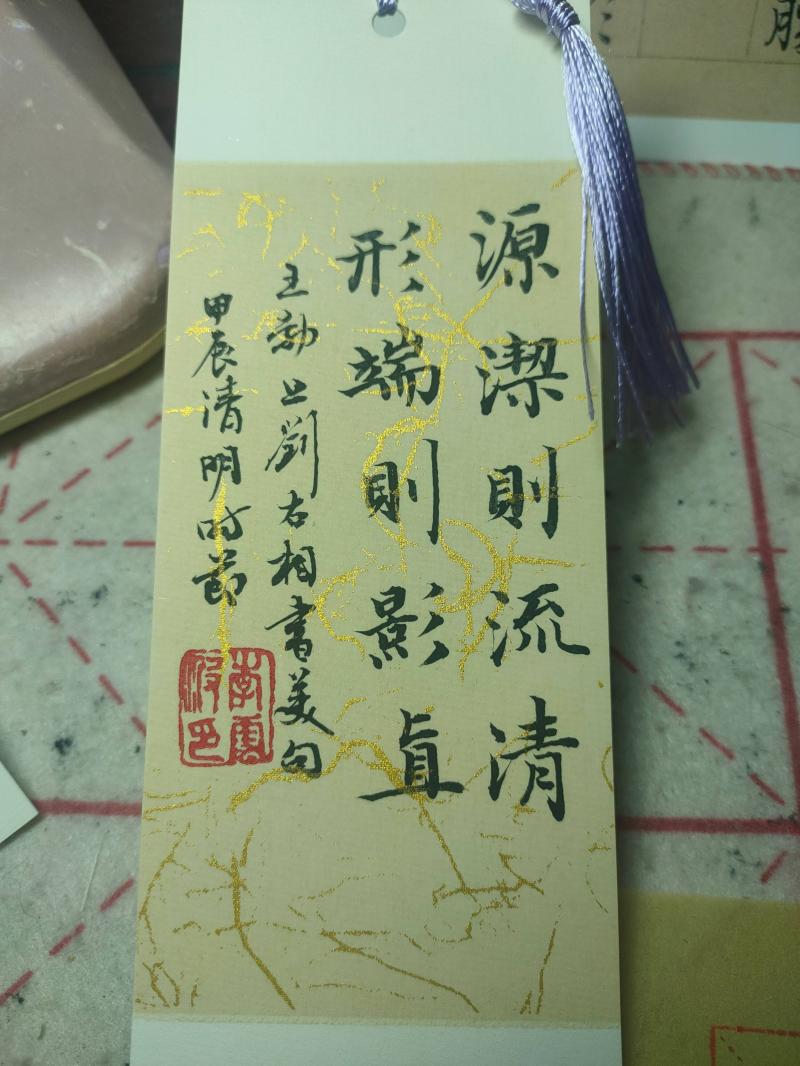 源潔則流清
形端則影直
王勃上劉右相書美句
甲辰清明时節